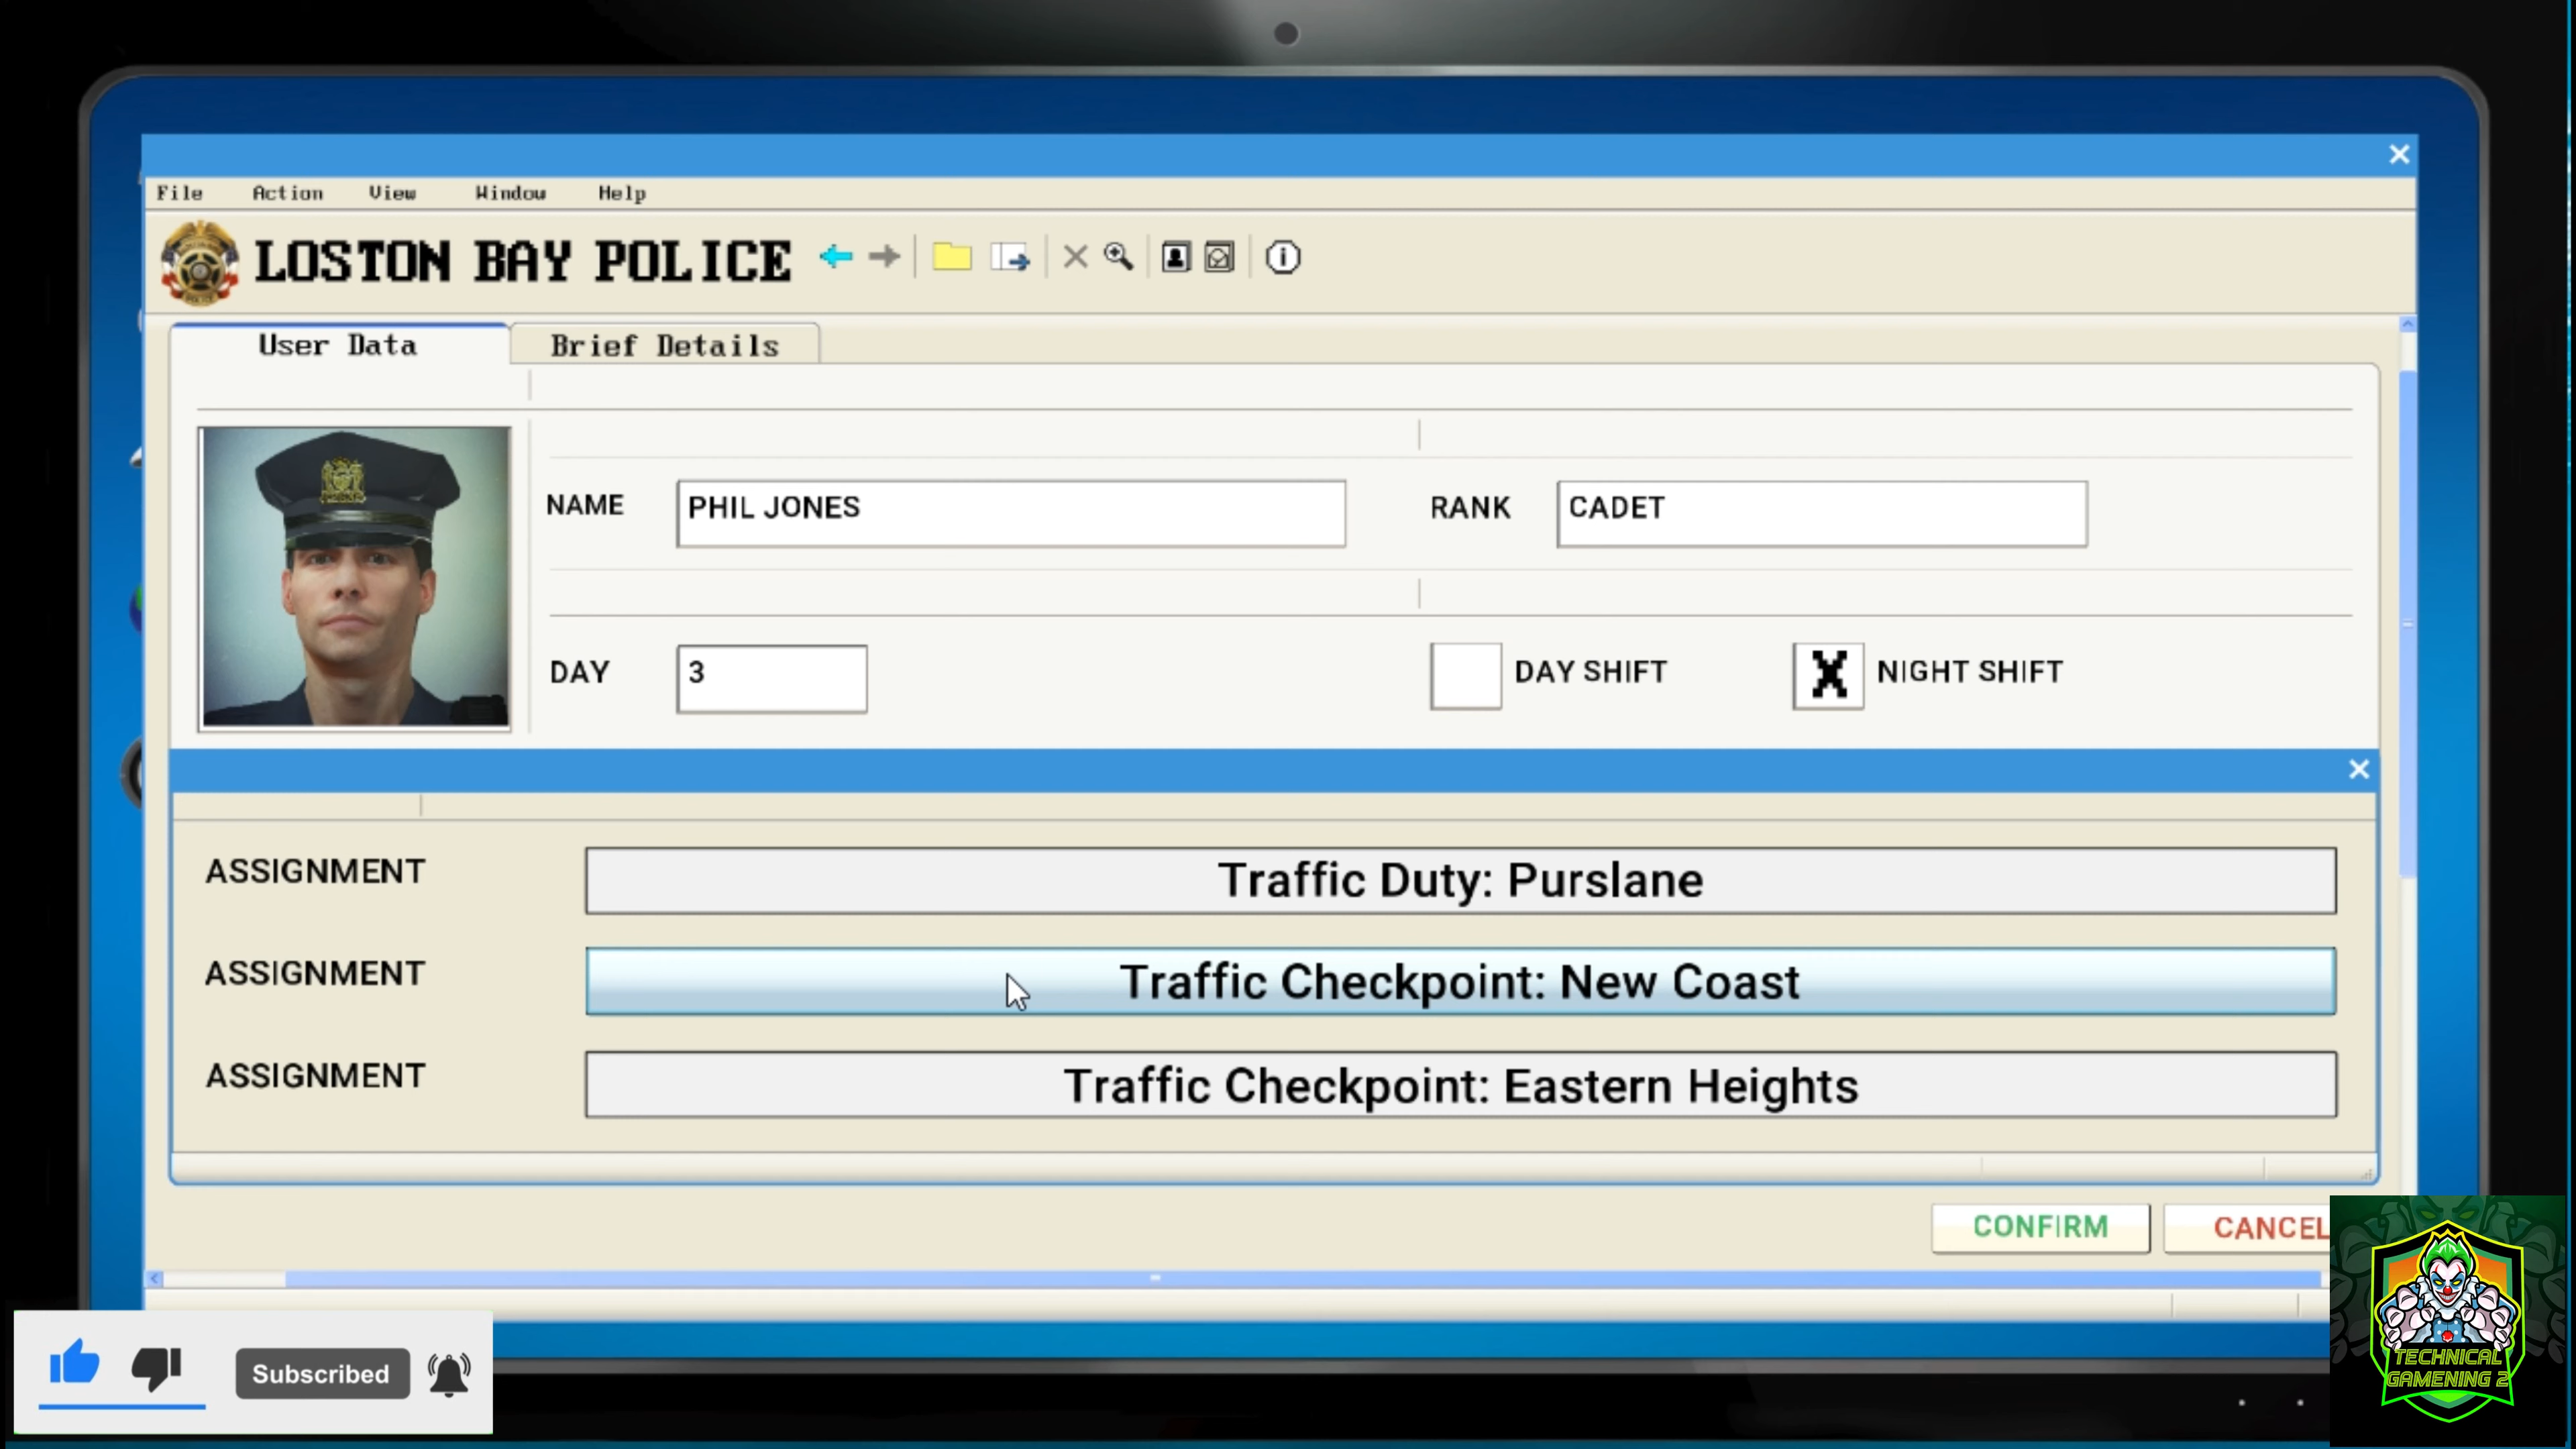 File Action View Window Help
LOSTON BAY POLICE
User Data Brief Details
NAME PHIL JONES RANK CADET
DAY 3 DAY SHIFT X NIGHT SHIFT
ASSIGNMENT Traffic Duty: Purslane
ASSIGNMENT Traffic Checkpoint: New Coast
ASSIGNMENT Traffic Checkpoint: Eastern Heights
CONFIRM CANCEL
Subscribed
TECHNICAL
GAMENING 2